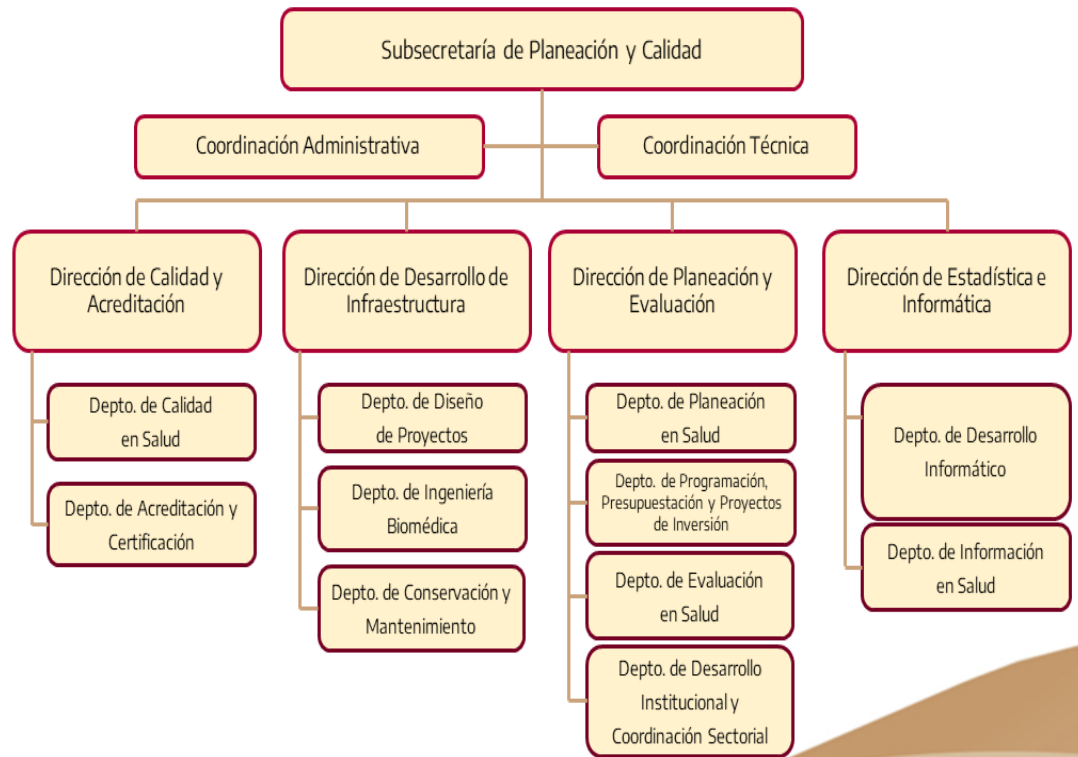 Subsecretaría de Planeación y Calidad
Coordinación Administrativa
Coordinación Técnica
Dirección de Calidad y
Acreditación
Dirección de Desarrollo de
Infraestructura
Dirección de Planeación y
Evaluación
Dirección de Estadística e
Informática
Depto. de Calidad
en Salud
Depto. de Acreditación y
Certificación
Depto. de Diseño
de Proyectos
Depto. de Ingeniería
Biomédica
Depto. de Conservación y
Mantenimiento
Depto. de Planeación
en Salud
Depto. de Programación,
Presupuestación y Proyectos
de Inversión
Depto. de Evaluación
en Salud
Depto. de Desarrollo
Institucional y
Coordinación Sectorial
Depto. de Desarrollo
Informático
Depto. de Información
en Salud